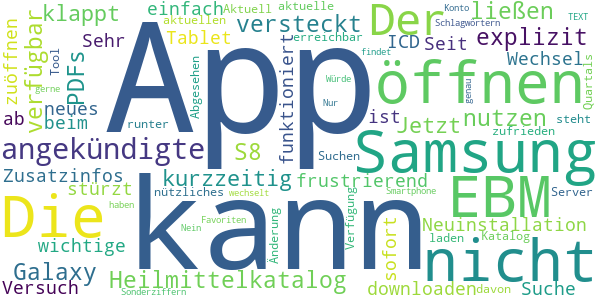 klappt einfach Aktuell aktuellen aktuelle Der ließen Konto Schlagwörtern TEXT
versteckt erreichbar ICD Seit explizit
zuöffnen verfügbar PDFs Sehr Tool Tablet Abgesehen funktioniert Wechsel findet
App öffnen genau Quartals
gerne neues Würde nutzen
ab beim runter Nur ist Jetzt zufrieden steht
angekündigte S8 Suchen Samsung
Zusatzinfos stürzt kurzzeitig frustrierend Server
nützliches wechselt Smartphone EBM
Die kann haben Favoriten Änderung Verfügung Neuinstallation
wichtige Nein sofort laden Katalog nicht
Galaxy Heilmittelkatalog
Versuch Sonderziffern downloaden davon Suche